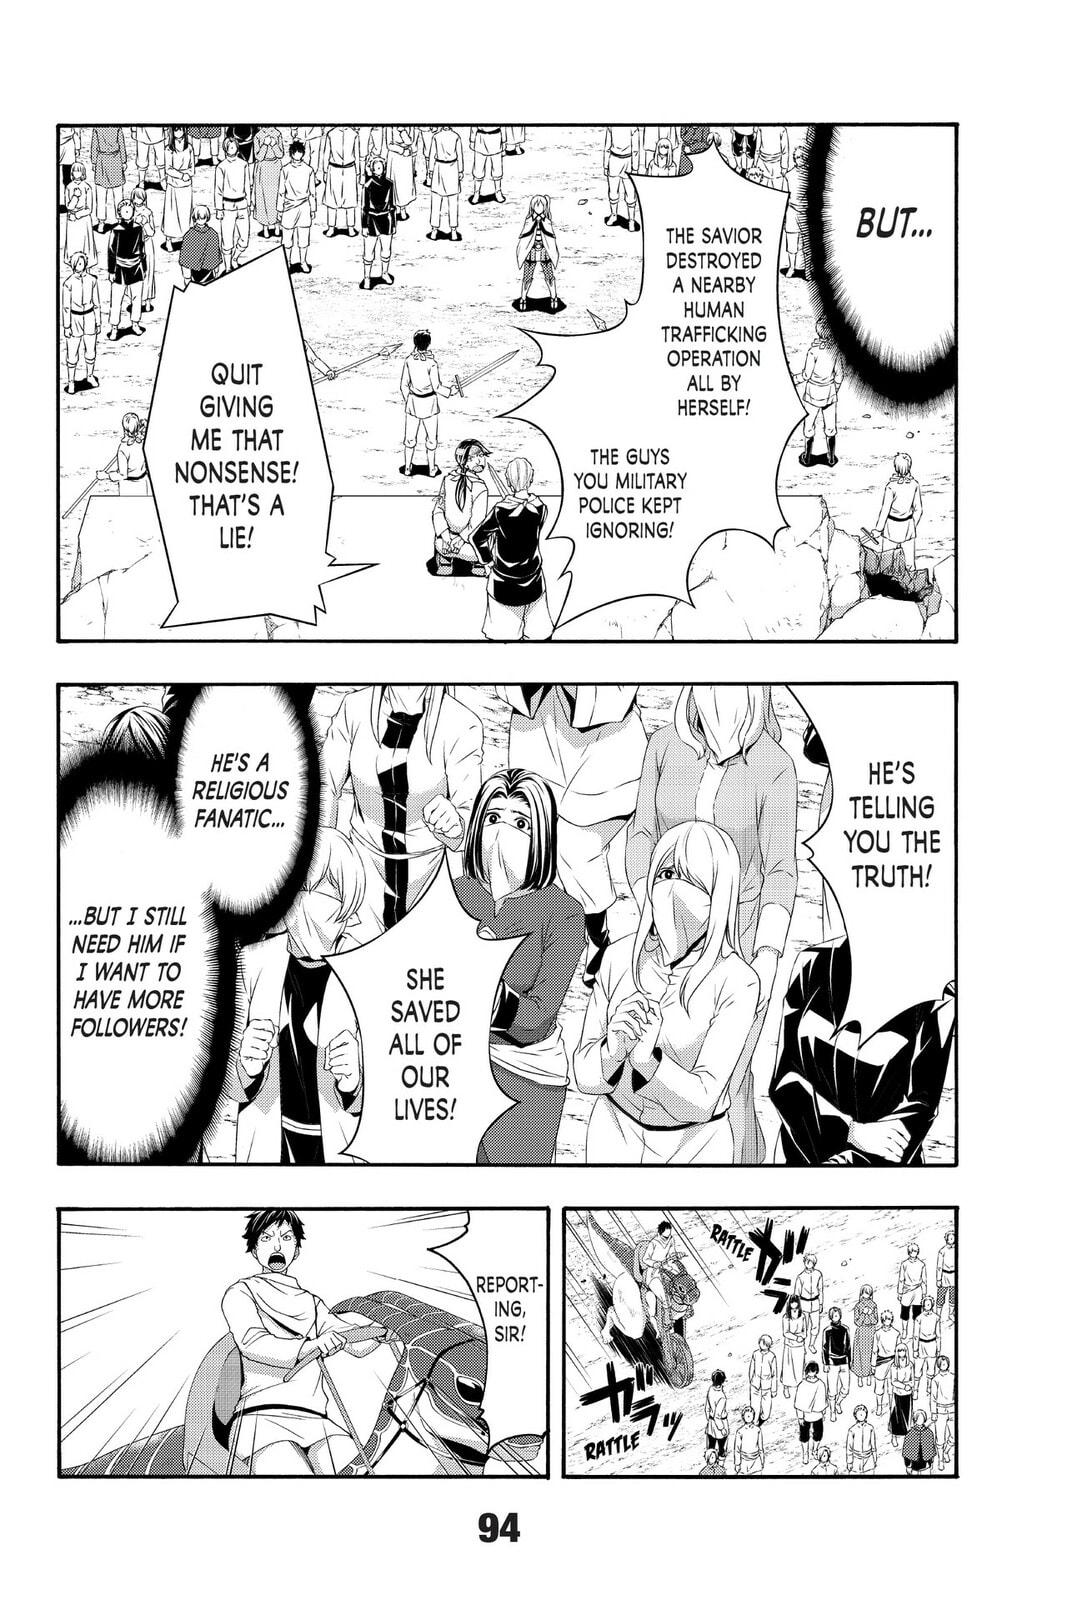 BUT...
THE SAVIOR
DESTROYED
A NEARBY
HUMAN
TRAFFICKING
OPERATION
ALL BY
HERSELF!
THE GUYS
YOU MILITARY
POLICE KEPT
IGNORING!
QUIT
GIVING
ME THAT
NONSENSE!
THAT'S A
LIE!
HE'S
TELLING
YOU THE
TRUTH!
SHE
SAVED
ALL OF
OUR
LIVES!
HE'S A
RELIGIOUS
FANATIC...
...BUT I STILL
NEED HIM IF
I WANT TO
HAVE MORE
FOLLOWERS!
RATTLE
ガラ
ガラッ
RATTLE
REPORT-
ING,
SIR!
94